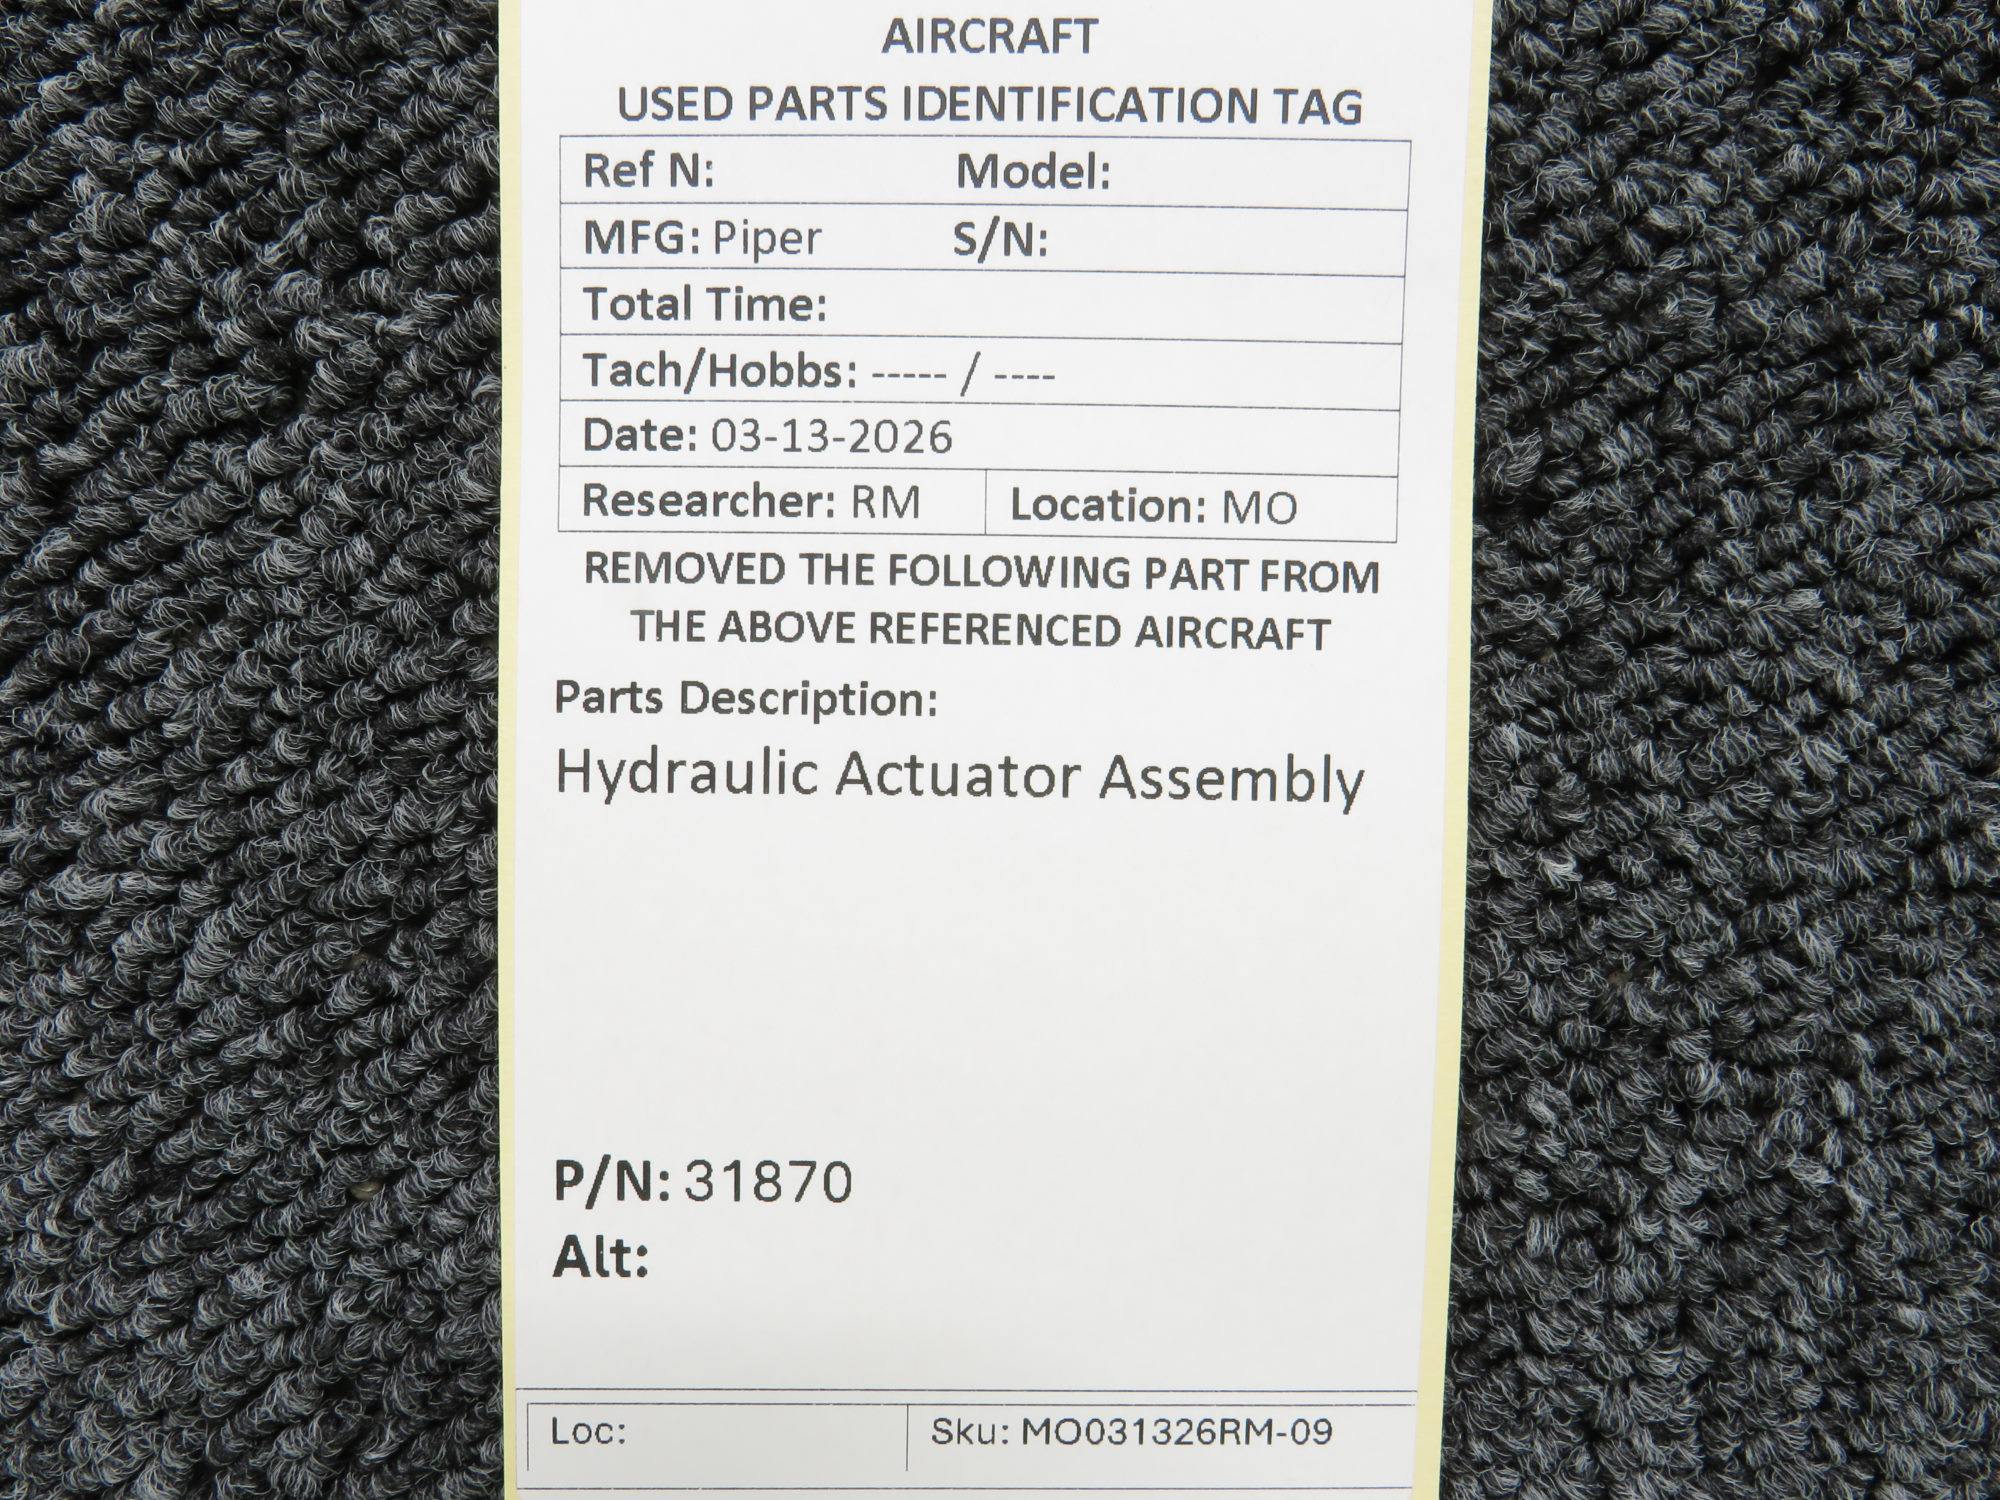 AIRCRAFT
USED PARTS IDENTIFICATION TAG
Ref N: Model:
MFG: Piper S/N:
Total Time:
Tach/Hobbs: ----- / ----
Date: 03-13-2026
Researcher: RM Location: MO
REMOVED THE FOLLOWING PART FROM
THE ABOVE REFERENCED AIRCRAFT
Parts Description:
Hydraulic Actuator Assembly
P/N: 31870
Alt:
Loc: Sku: MO031326RM-09